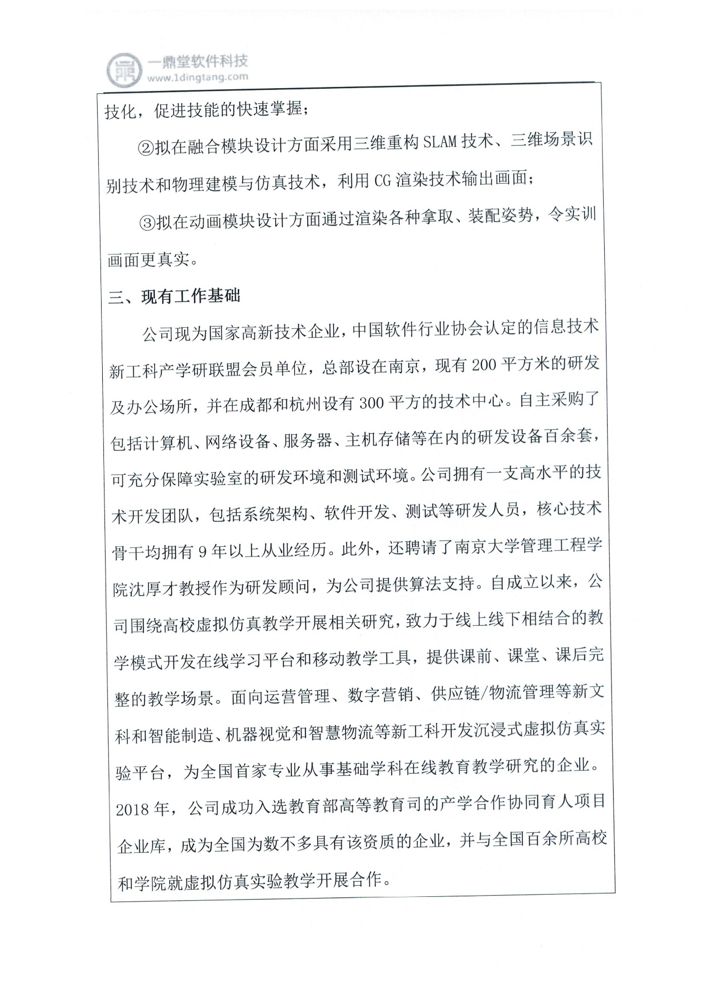 一鼎堂软件科技
www.1dingtang.com
技化，促进技能的快速掌握；
②拟在融合模块设计方面采用三维重构 SLAM 技术、三维场景识
别技术和物理建模与仿真技术，利用 CG 渲染技术输出画面；
③拟在动画模块设计方面通过渲染各种拿取、装配姿势，令实训
画面更真实。
三、现有工作基础
公司现为国家高新技术企业，中国软件行业协会认定的信息技术
新工科产学研联盟会员单位，总部设在南京，现有 200 平方米的研发
及办公场所，并在成都和杭州设有 300 平方的技术中心。自主采购了
包括计算机、网络设备、服务器、主机存储等在内的研发设备百余套，
可充分保障实验室的研发环境和测试环境。公司拥有一支高水平的技
术开发团队，包括系统架构、软件开发、测试等研发人员，核心技术
骨干均拥有 9 年以上从业经历。此外，还聘请了南京大学管理工程学
院沈厚才教授作为研发顾问，为公司提供算法支持。自成立以来，公
司围绕高校虚拟仿真教学开展相关研究，致力于线上线下相结合的教
学模式开发在线学习平台和移动教学工具，提供课前、课堂、课后完
整的教学场景。面向运营管理、数字营销、供应链/物流管理等新文
科和智能制造、机器视觉和智慧物流等新工科开发沉浸式虚拟仿真实
验平台，为全国首家专业从事基础学科在线教育教学研究的企业。
2018 年，公司成功入选教育部高等教育司的产学合作协同育人项目
企业库，成为全国为数不多具有该资质的企业，并与全国百余所高校
和学院就虚拟仿真实验教学开展合作。